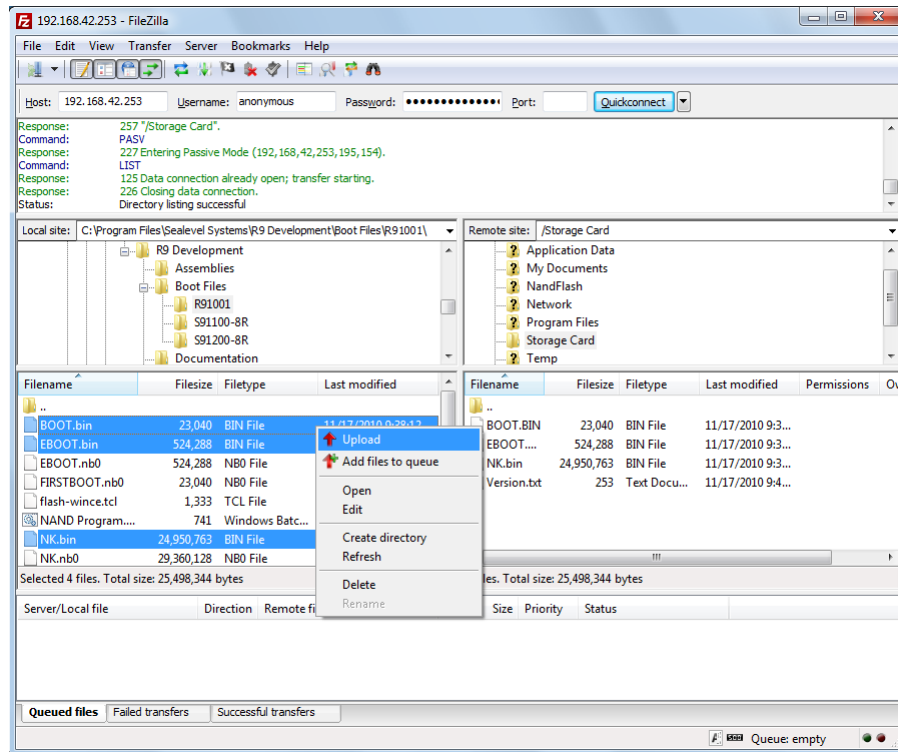 192.168.42.253 - FileZilla
File Edit View Transfer Server Bookmarks Help
Host: 192.168.42.253 Username: anonymous Password: ●●●●●●●●●●●●●● Port: Quickconnect
Response: 257 "/Storage Card".
Command: PASV
Response: 227 Entering Passive Mode (192,168,42,253,195,154).
Command: LIST
Response: 125 Data connection already open; transfer starting.
Response: 226 Closing data connection.
Status: Directory listing successful
Local site: C:\Program Files\Sealevel Systems\R9 Development\Boot Files\R91001\ Remote site: /Storage Card
R9 Development Application Data
Assemblies My Documents
Boot Files NandFlash
R91001 Network
S91100-8R Program Files
S91200-8R Storage Card
Documentation Temp
Filename Filesize Filetype Last modified Filename Filesize Filetype Last modified Permissions Ov
.. ..
BOOT.bin 23,040 BIN File 11/17/2010 9:38:12 BOOT.BIN 23,040 BIN File 11/17/2010 9:3...
EBOOT.bin 524,288 BIN File Upload EBOOT.... 524,288 BIN File 11/17/2010 9:3...
EBOOT.nb0 524,288 NB0 File Add files to queue NK.bin 24,950,763 BIN File 11/17/2010 9:3...
FIRSTBOOT.nb0 23,040 NB0 File Version.txt 253 Text Docu... 11/17/2010 9:4...
flash-wince.tcl 1,333 TCL File Open
NAND Program.... 741 Windows Batc... Edit
NK.bin 24,950,763 BIN File Create directory
NK.nb0 29,360,128 NB0 File Refresh
Selected 4 files. Total size: 25,498,344 bytes Delete les. Total size: 25,498,344 bytes
Rename
Server/Local file Direction Remote fi Size Priority Status
Queued files Failed transfers Successful transfers
Queue: empty